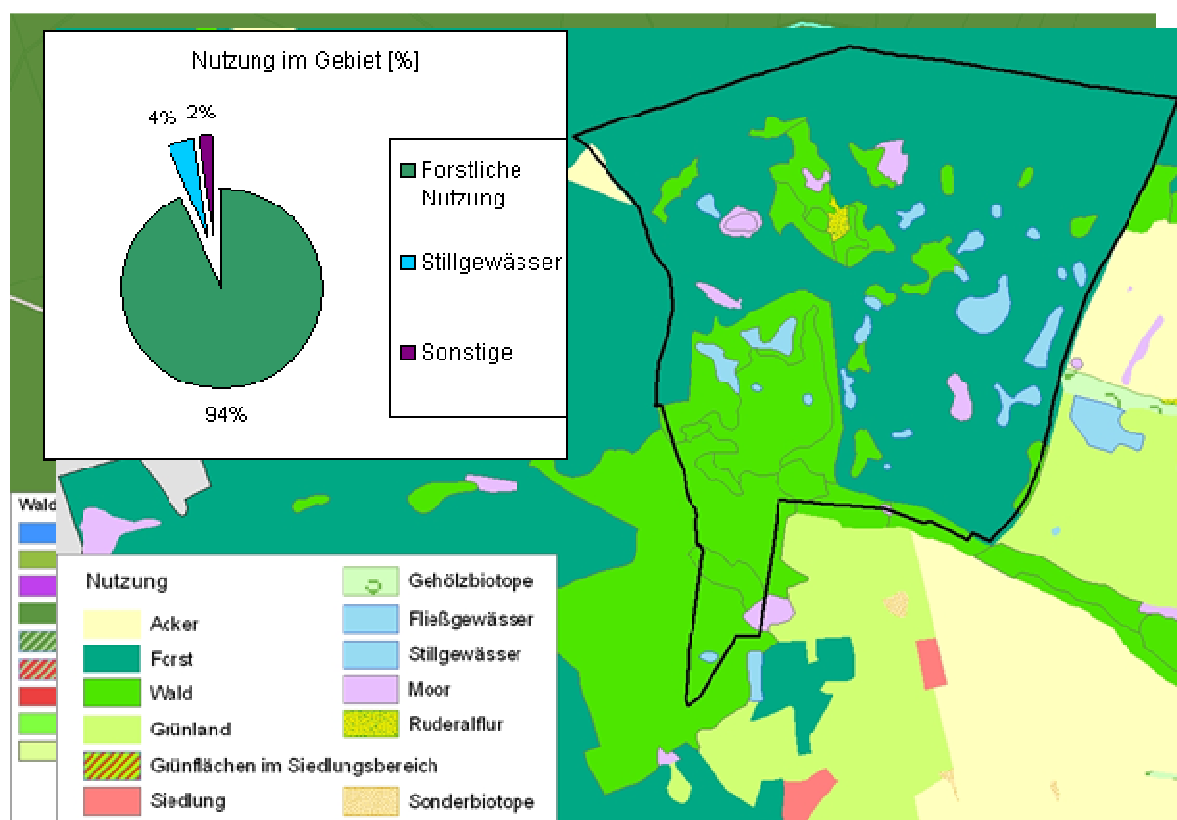 Nutzung im Gebiet [%]
4% 2%
94%
Forstliche
Nutzung
Stillgewässer
Sonstige
Wald
Nutzung
Acker
Forst
Wald
Grünland
Grünflächen im Siedlungsbereich
Siedlung
Gehölzbiotope
Fließgewässer
Stillgewässer
Moor
Ruderalflur
Sonderbiotope